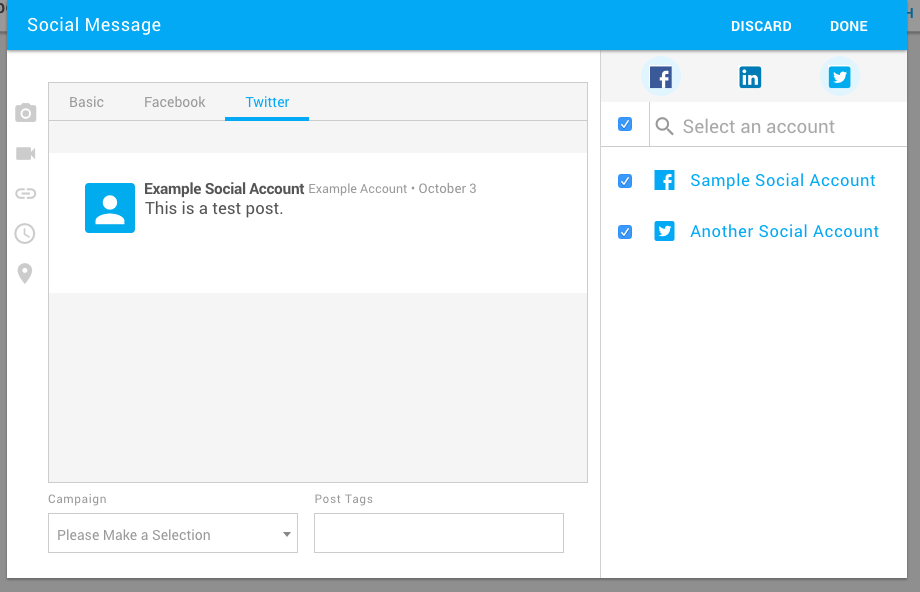 Social Message
DISCARD
DONE
Basic
Facebook
Twitter
Select an account
Example Social Account Example Account • October 3
This is a test post.
Sample Social Account
Another Social Account
Campaign
Post Tags
Please Make a Selection